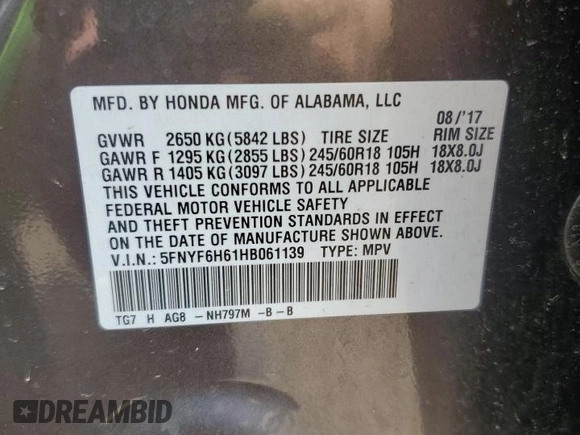 MFD. BY HONDA MFG. OF ALABAMA, LLC 08/'17
GVWR 2650 KG(5842 LBS) TIRE SIZE RIM SIZE
GAWR F 1295 KG(2855 LBS)245/60R18 105H 18X8.0J
GAWR R 1405 KG(3097 LBS)245/60R18 105H 18X8.0J
THIS VEHICLE CONFORMS TO ALL APPLICABLE
FEDERAL MOTOR VEHICLE SAFETY
AND THEFT PREVENTION STANDARDS IN EFFECT
ON THE DATE OF MANUFACTURE SHOWN ABOVE.
V.I.N.: 5FNYF6H61HB061139 TYPE: MPV
TG7 H AG8 -NH797M -B-B
DREAMBID